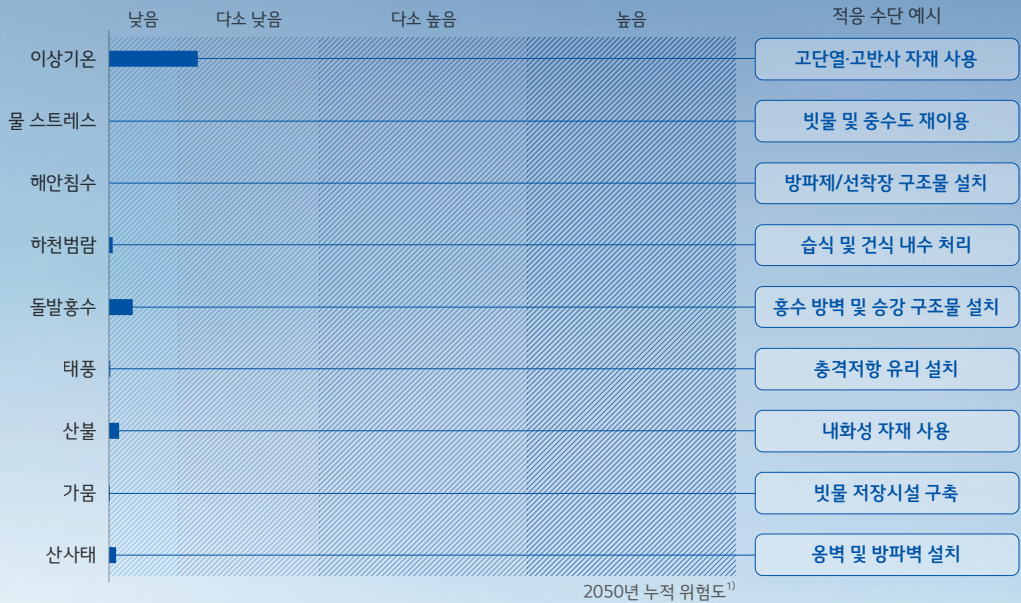 낮음 다소 낮음 다소 높음 높음 적응 수단 예시
이상기온 고단열·고반사 자재 사용
물 스트레스 빗물 및 중수도 재이용
해안침수 방파제/선착장 구조물 설치
하천범람 습식 및 건식 내수 처리
돌발홍수 홍수 방벽 및 승강 구조물 설치
태풍 충격저항 유리 설치
산불 내화성 자재 사용
가뭄 빗물 저장시설 구축
산사태 옹벽 및 방파벽 설치
2050년 누적 위험도1)